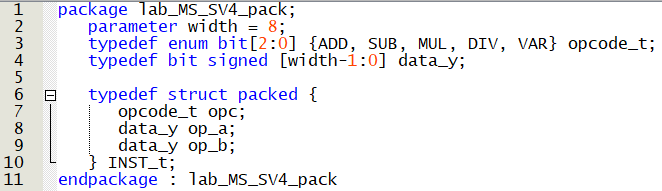 1 package lab_MS_SV4_pack;
2 parameter width = 8;
3 typedef enum bit[2:0] {ADD, SUB, MUL, DIV, VAR} opcode_t;
4 typedef bit signed [width-1:0] data_y;
5
6 typedef struct packed {
7 opcode_t opc;
8 data_y op_a;
9 data_y op_b;
10 } INST_t;
11 endpackage : lab_MS_SV4_pack